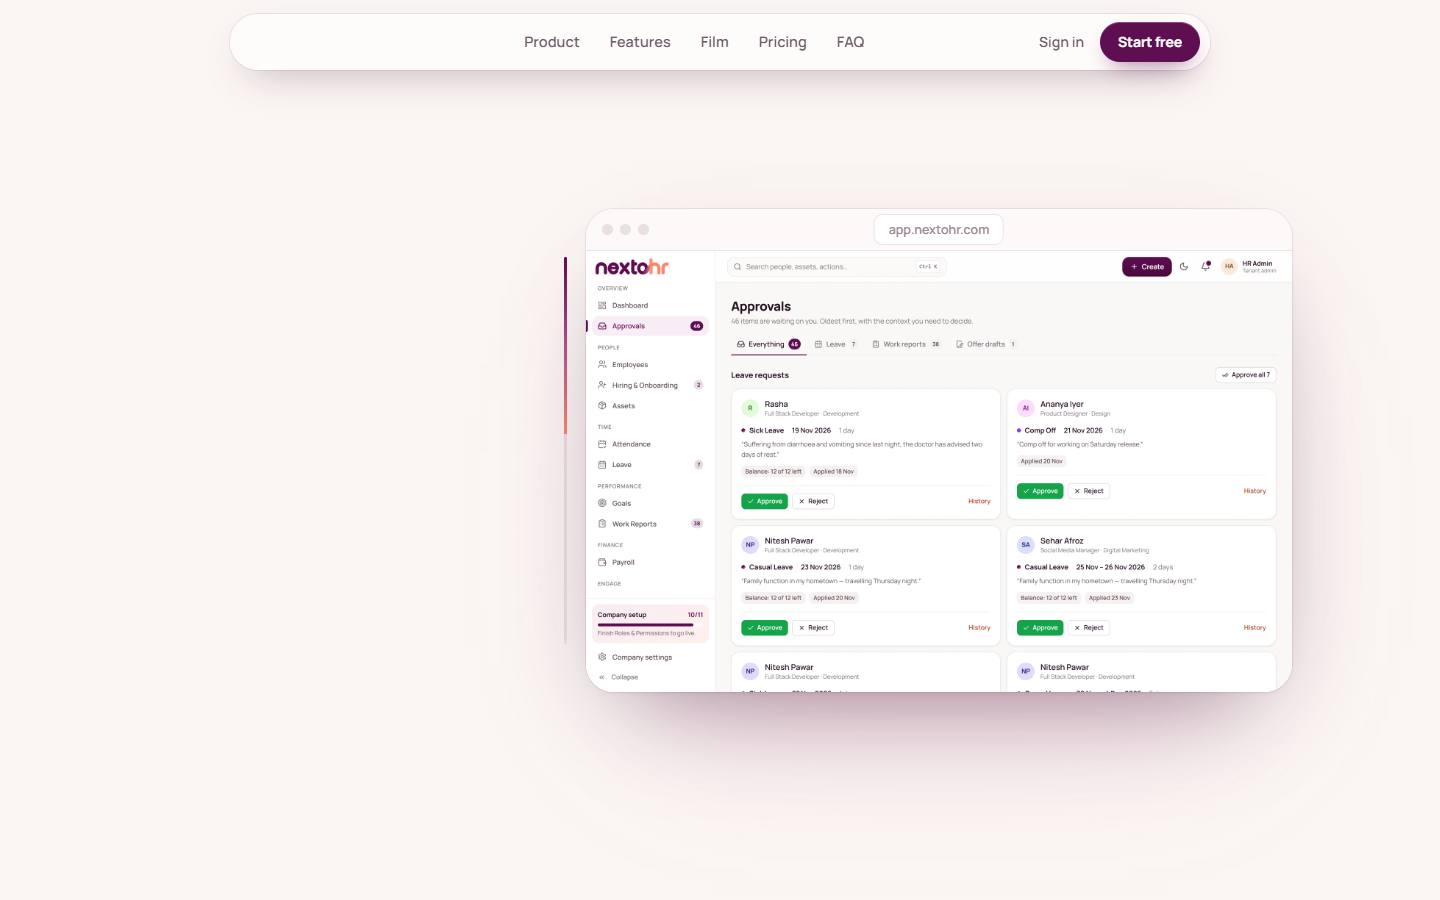 Product Features Film Pricing FAQ Sign in Start free
app.nextohr.com
nextohr
OVERVIEW
Dashboard
Approvals 46
PEOPLE
Employees
Hiring & Onboarding 2
Assets
TIME
Attendance
Leave 7
PERFORMANCE
Goals
Work Reports 38
FINANCE
Payroll
ENGAGE
Company setup 10/11
Finish Roles & Permissions to go live.
Company settings
« Collapse
Search people, assets, actions... Ctrl K
+ Create
HA HR Admin
Tenant admin
Approvals
46 items are waiting on you. Oldest first, with the context you need to decide.
Everything 46 Leave 7 Work reports 38 Offer drafts 1
Leave requests Approve all 7
R Rasha
Full Stack Developer · Development
Sick Leave 19 Nov 2026 1 day
"Suffering from diarrhoea and vomiting since last night, the doctor has advised two
days of rest."
Balance: 12 of 12 left Applied 18 Nov
Approve Reject History
AI Ananya Iyer
Product Designer · Design
Comp Off 21 Nov 2026 1 day
"Comp off for working on Saturday release."
Applied 20 Nov
Approve Reject History
NP Nitesh Pawar
Full Stack Developer · Development
Casual Leave 23 Nov 2026 1 day
"Family function in my hometown — travelling Thursday night."
Balance: 12 of 12 left Applied 20 Nov
Approve Reject History
SA Sehar Afroz
Social Media Manager · Digital Marketing
Casual Leave 25 Nov – 26 Nov 2026 2 days
"Family function in my hometown — travelling Thursday night."
Balance: 12 of 12 left Applied 23 Nov
Approve Reject History
NP Nitesh Pawar
Full Stack Developer · Development
NP Nitesh Pawar
Full Stack Developer · Development